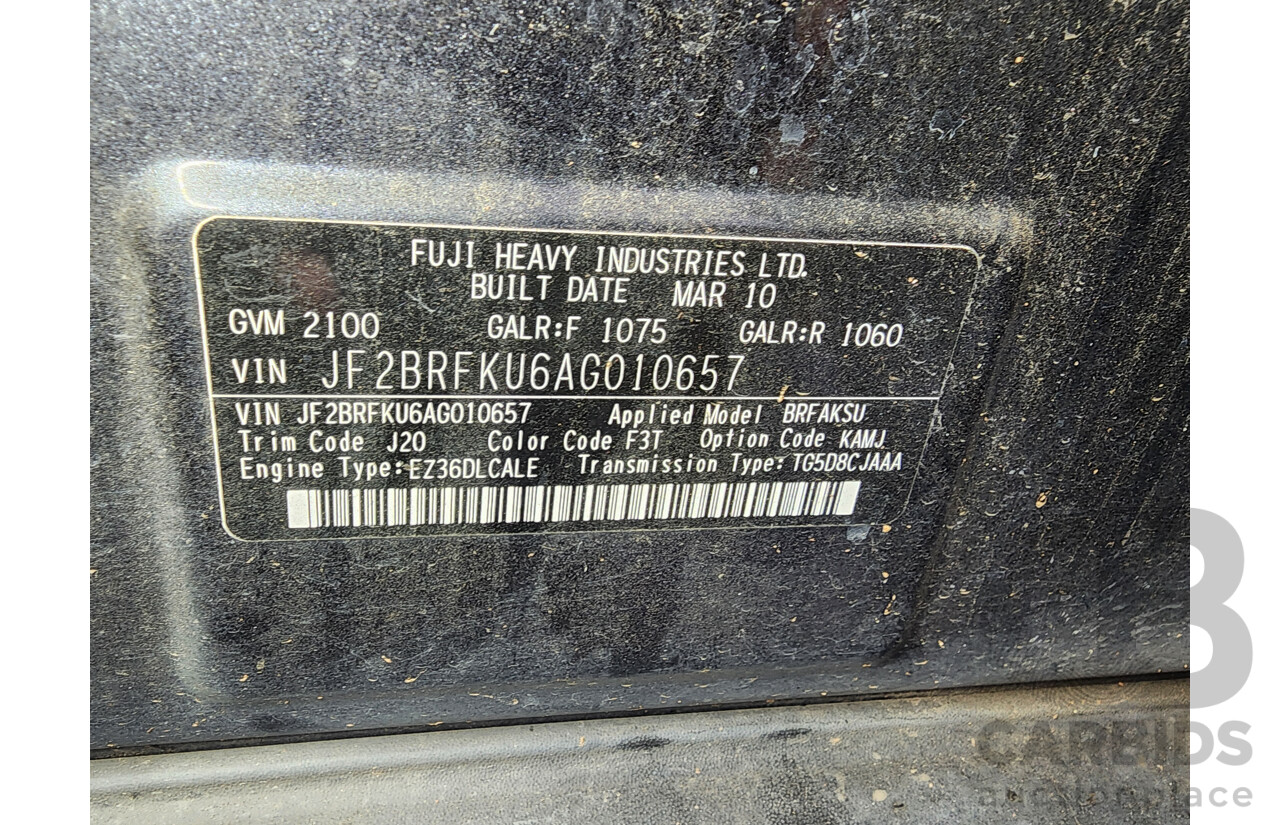 FUJI HEAVY INDUSTRIES LTD.
BUILT DATE MAR 10
GVM 2100 GALR:F 1075 GALR:R 1060
VIN JF2BRFKU6AG010657
VIN JF2BRFKU6AG010657 Applied Model BRFAKSU
Trim Code J20 Color Code F3T Option Code KAMJ
Engine Type:EZ36DLCALE Transmission Type:TG5D8CJAAA
B
CARBIDS
auctionplace